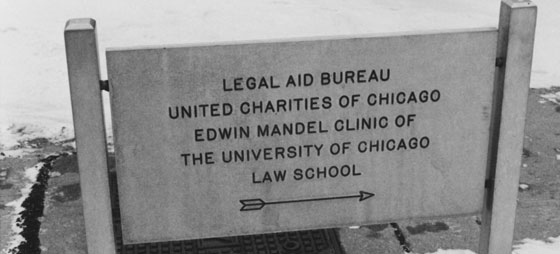 LEGAL AID BUREAU
UNITED CHARITIES OF CHICAGO
EDWIN MANDEL CLINIC OF
THE UNIVERSITY OF CHICAGO
LAW SCHOOL